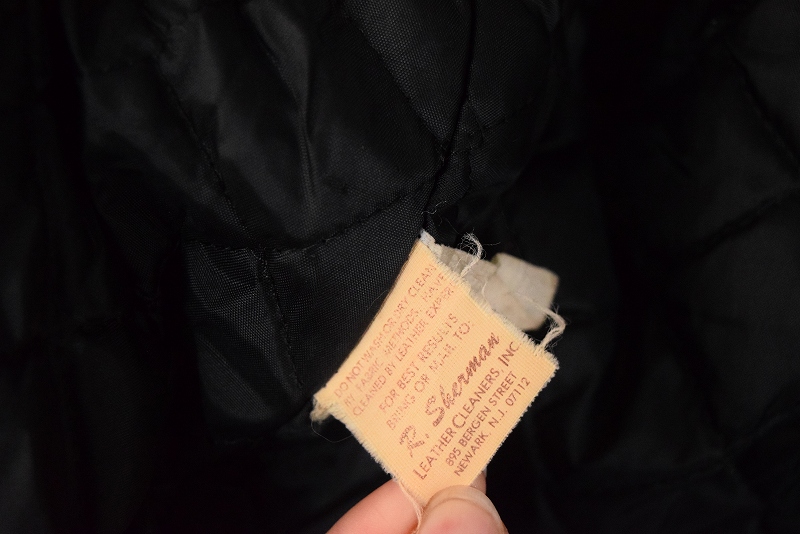 DO NOT WASH OR DRY CLEAN
BY FABRIC METHODS. HAVE
CLEANED BY LEATHER EXPERT
FOR BEST RESULTS
BRING OR MAIL TO:
R. Sherman
LEATHER CLEANERS, INC.
895 BERGEN STREET
NEWARK, N.J. 07112